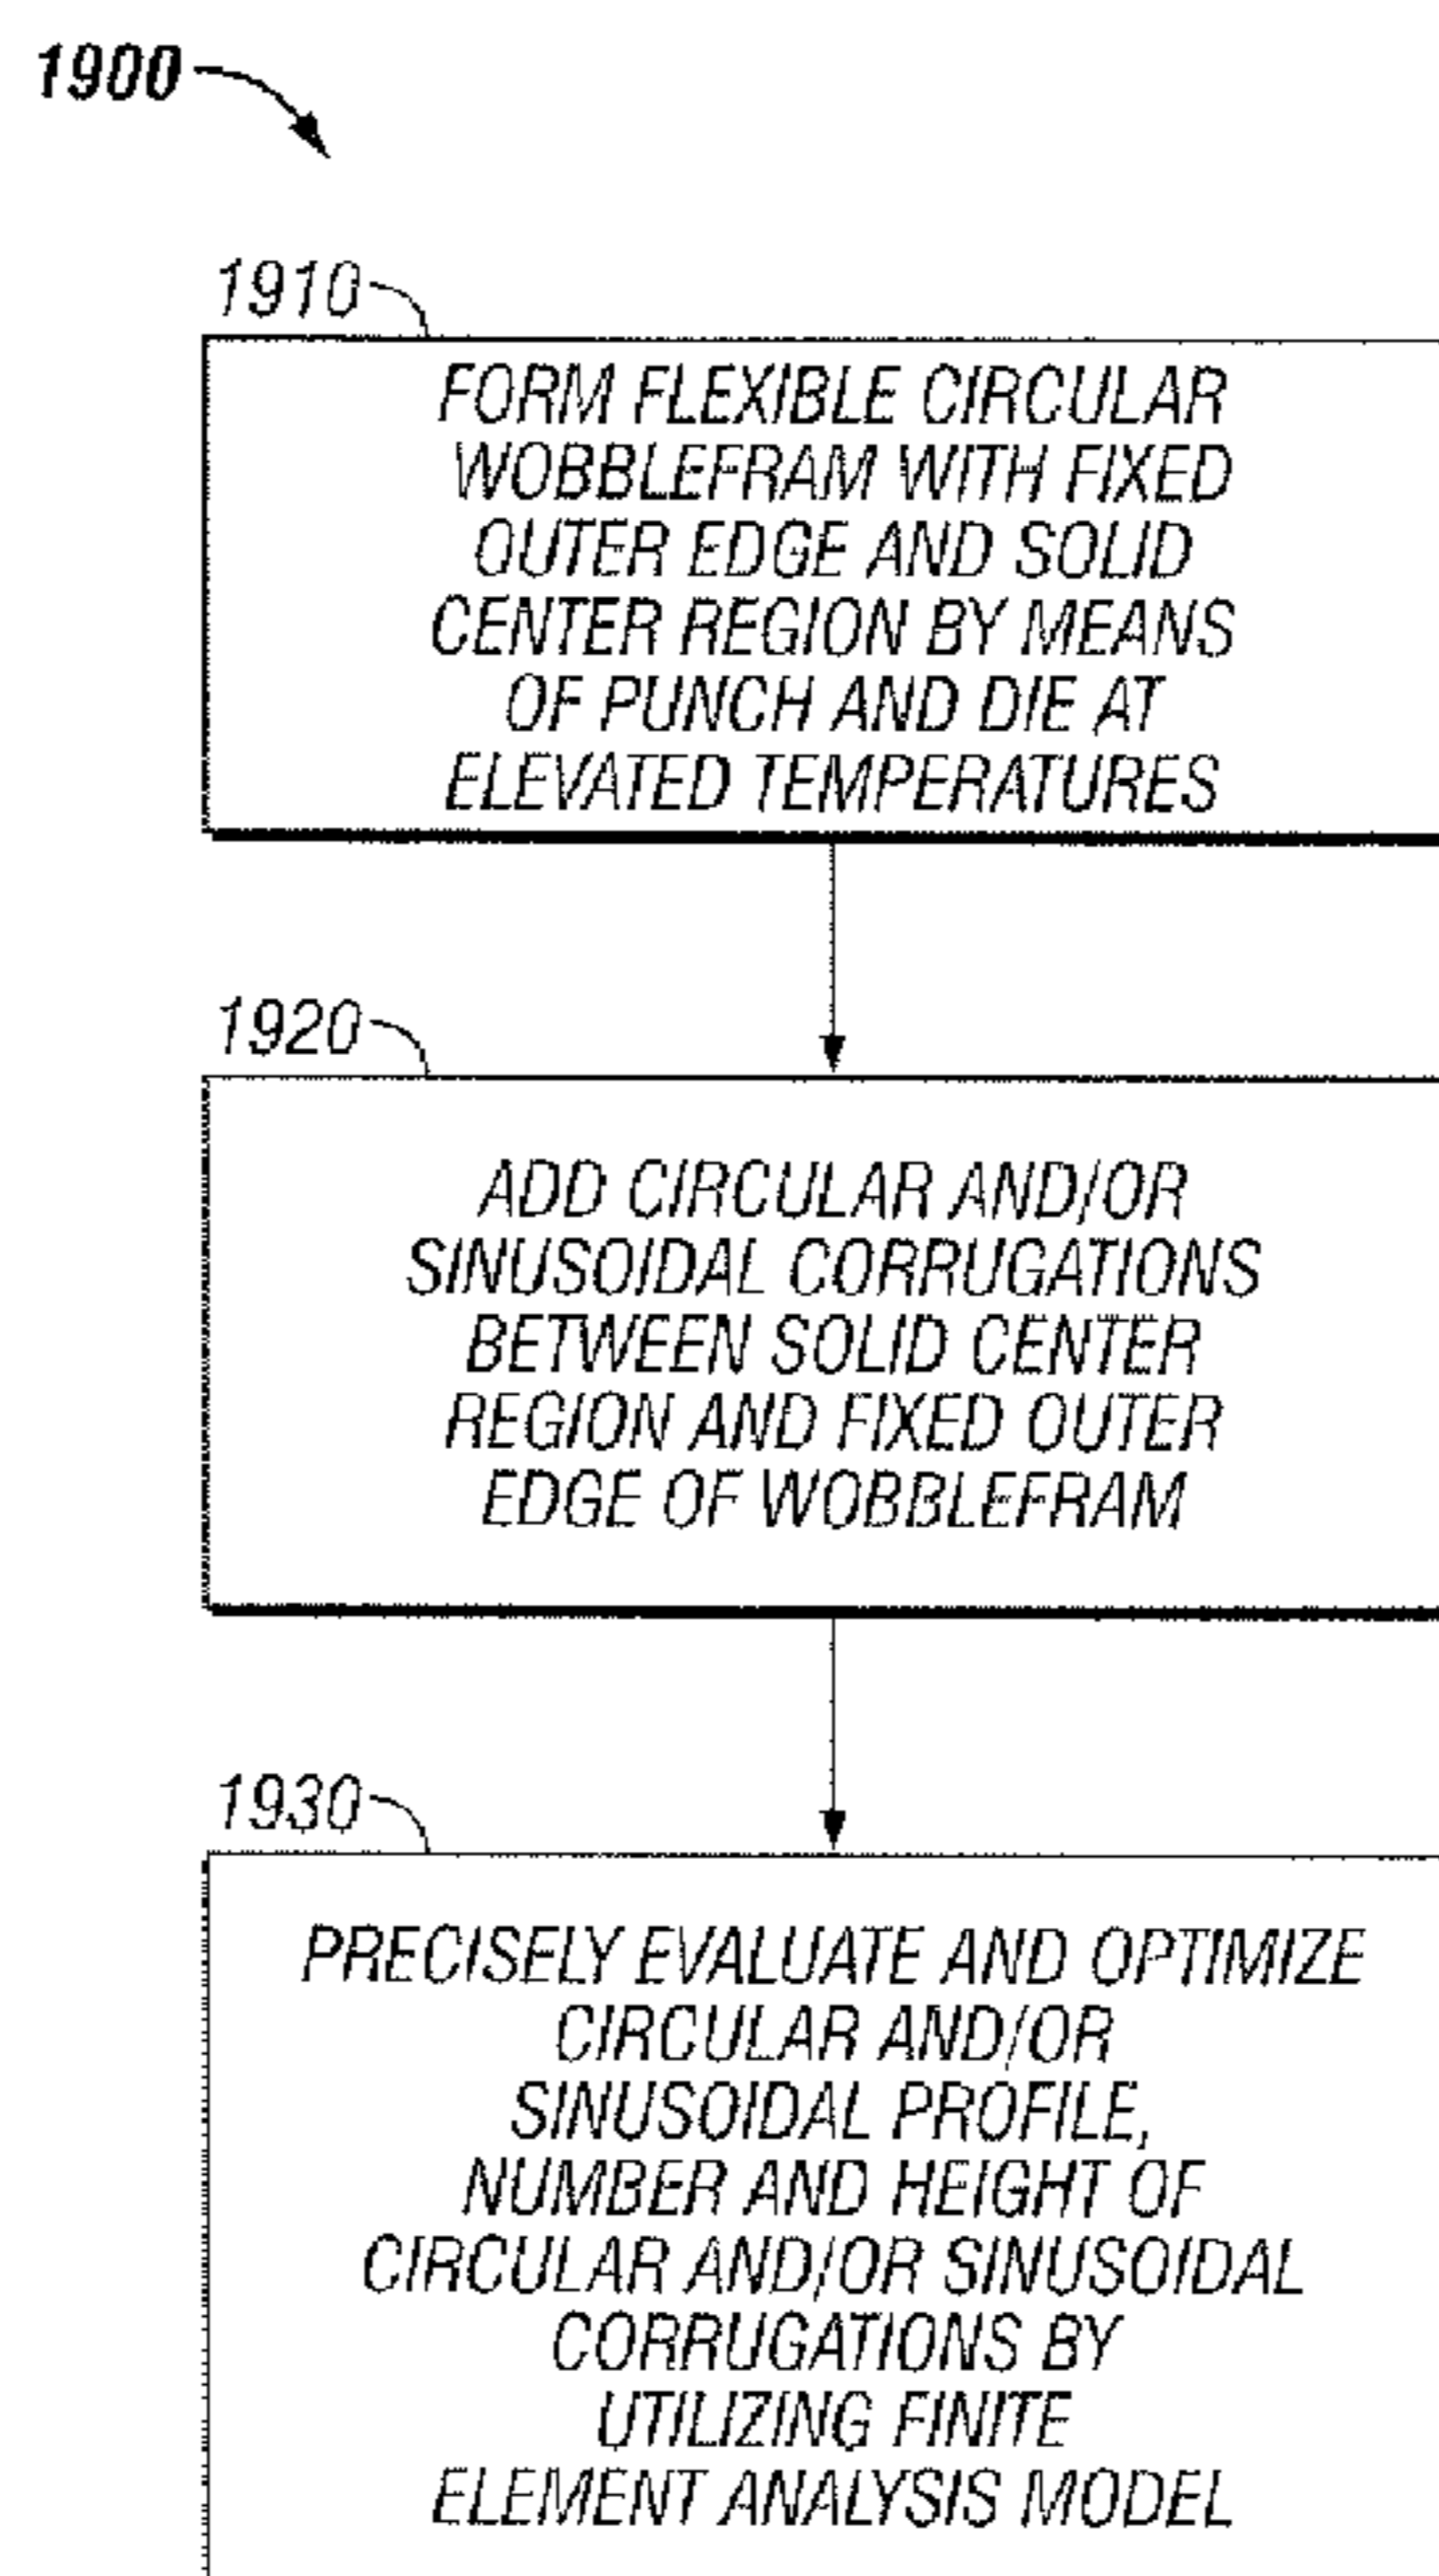 1900
1910
FORM FLEXIBLE CIRCULAR
WOBBLEFRAM WITH FIXED
OUTER EDGE AND SOLID
CENTER REGION BY MEANS
OF PUNCH AND DIE AT
ELEVATED TEMPERATURES
1920
ADD CIRCULAR AND/OR
SINUSOIDAL CORRUGATIONS
BETWEEN SOLID CENTER
REGION AND FIXED OUTER
EDGE OF WOBBLEFRAM
1930
PRECISELY EVALUATE AND OPTIMIZE
CIRCULAR AND/OR
SINUSOIDAL PROFILE,
NUMBER AND HEIGHT OF
CIRCULAR AND/OR SINUSOIDAL
CORRUGATIONS BY
UTILIZING FINITE
ELEMENT ANALYSIS MODEL